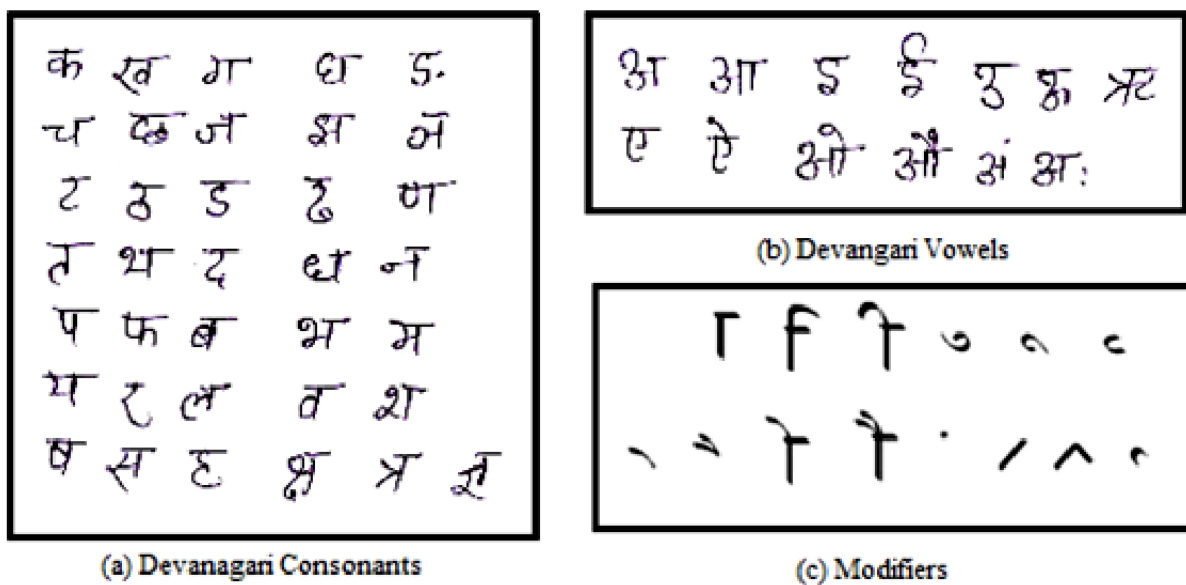 क ख ग घ ङ
च छ ज झ ञ
ट ठ ड ढ ण
त थ द ध न
प फ ब भ म
य र ल व श
ष स ह क्ष त्र ज्ञ
(a) Devanagari Consonants
अ आ इ ई उ ऊ ऋ
ए ऐ ओ औ अं अः
(b) Devangari Vowels
ा ि ी ु ू ृ
े ै ो ौ ं
(c) Modifiers